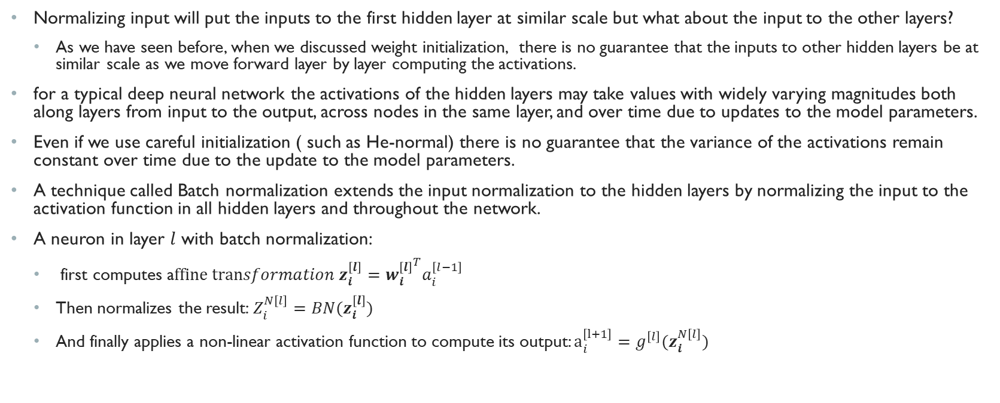 • Normalizing input will put the inputs to the first hidden layer at similar scale but what about the input to the other layers?
• As we have seen before, when we discussed weight initialization, there is no guarantee that the inputs to other hidden layers be at
similar scale as we move forward layer by layer computing the activations.
• for a typical deep neural network the activations of the hidden layers may take values with widely varying magnitudes both
along layers from input to the output, across nodes in the same layer, and over time due to updates to the model parameters.
• Even if we use careful initialization ( such as He-normal) there is no guarantee that the variance of the activations remain
constant over time due to the update to the model parameters.
• A technique called Batch normalization extends the input normalization to the hidden layers by normalizing the input to the
activation function in all hidden layers and throughout the network.
• A neuron in layer l with batch normalization:
• first computes affine transformation z_i^{[l]} = w_i^{[l]^T} a_i^{[l−1]}
• Then normalizes the result: Z_i^{N[l]} = BN(z_i^{[l]})
• And finally applies a non-linear activation function to compute its output: a_i^{[l+1]} = g^{[l]}(z_i^{N[l]})